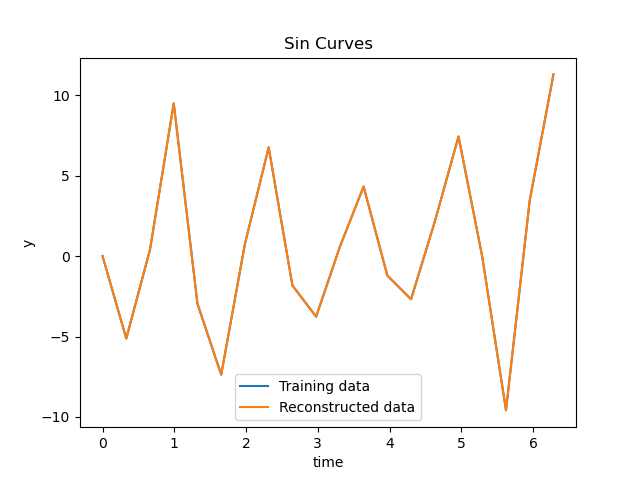 Sin Curves
10
5
0
−5
−10
y
Training data
Reconstructed data
0 1 2 3 4 5 6
time